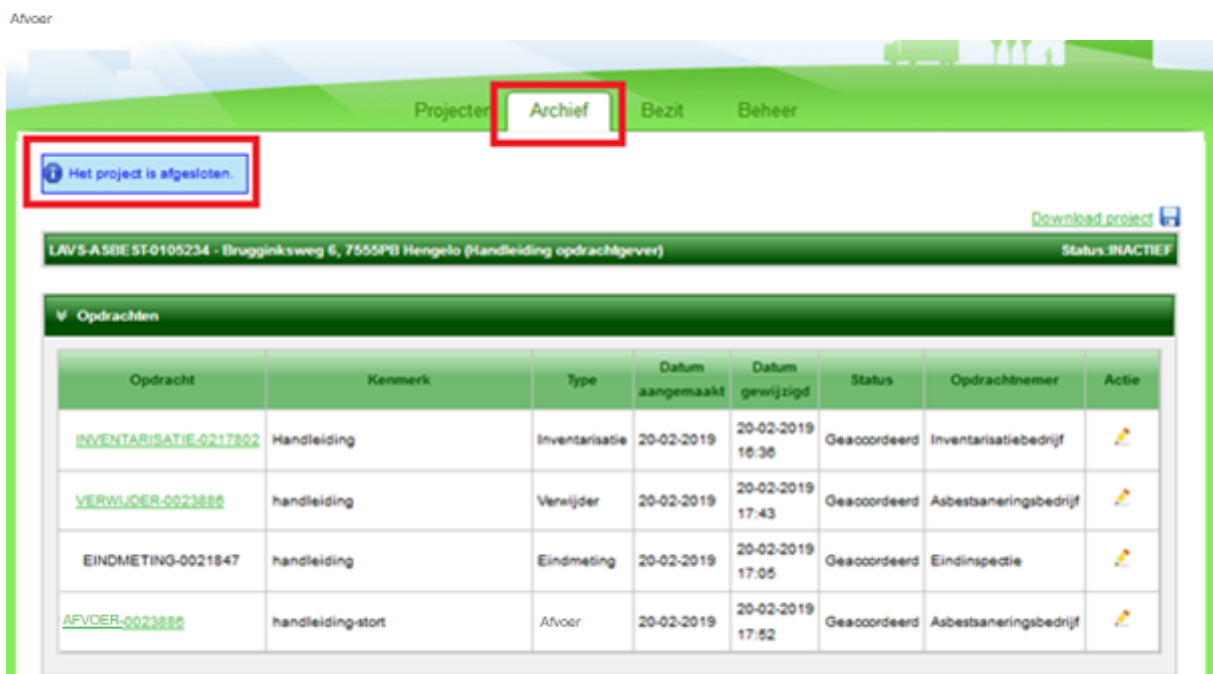 Afvoer
Projecten Archief Bezit Beheer
Het project is afgesloten.
Download project
LAVS-ASBEST-0105234 - Brugginksweg 6, 7555PB Hengelo (Handleiding opdrachtgever) Status:INACTIEF
Opdrachten
Opdracht Kenmerk Type Datum aangemaakt Datum gewijzigd Status Opdrachtnemer Actie
INVENTARISATIE-0217802 Handleiding Inventarisatie 20-02-2019 20-02-2019 16:36 Geaccordeerd Inventarisatiebedrijf
VERWIJDER-0023886 handleiding Verwijder 20-02-2019 20-02-2019 17:43 Geaccordeerd Asbestsaneringsbedrijf
EINDMETING-0021847 handleiding Eindmeting 20-02-2019 20-02-2019 17:05 Geaccordeerd Eindinspectie
AFVOER-0023886 handleiding-stort Afvoer 20-02-2019 20-02-2019 17:52 Geaccordeerd Asbestsaneringsbedrijf